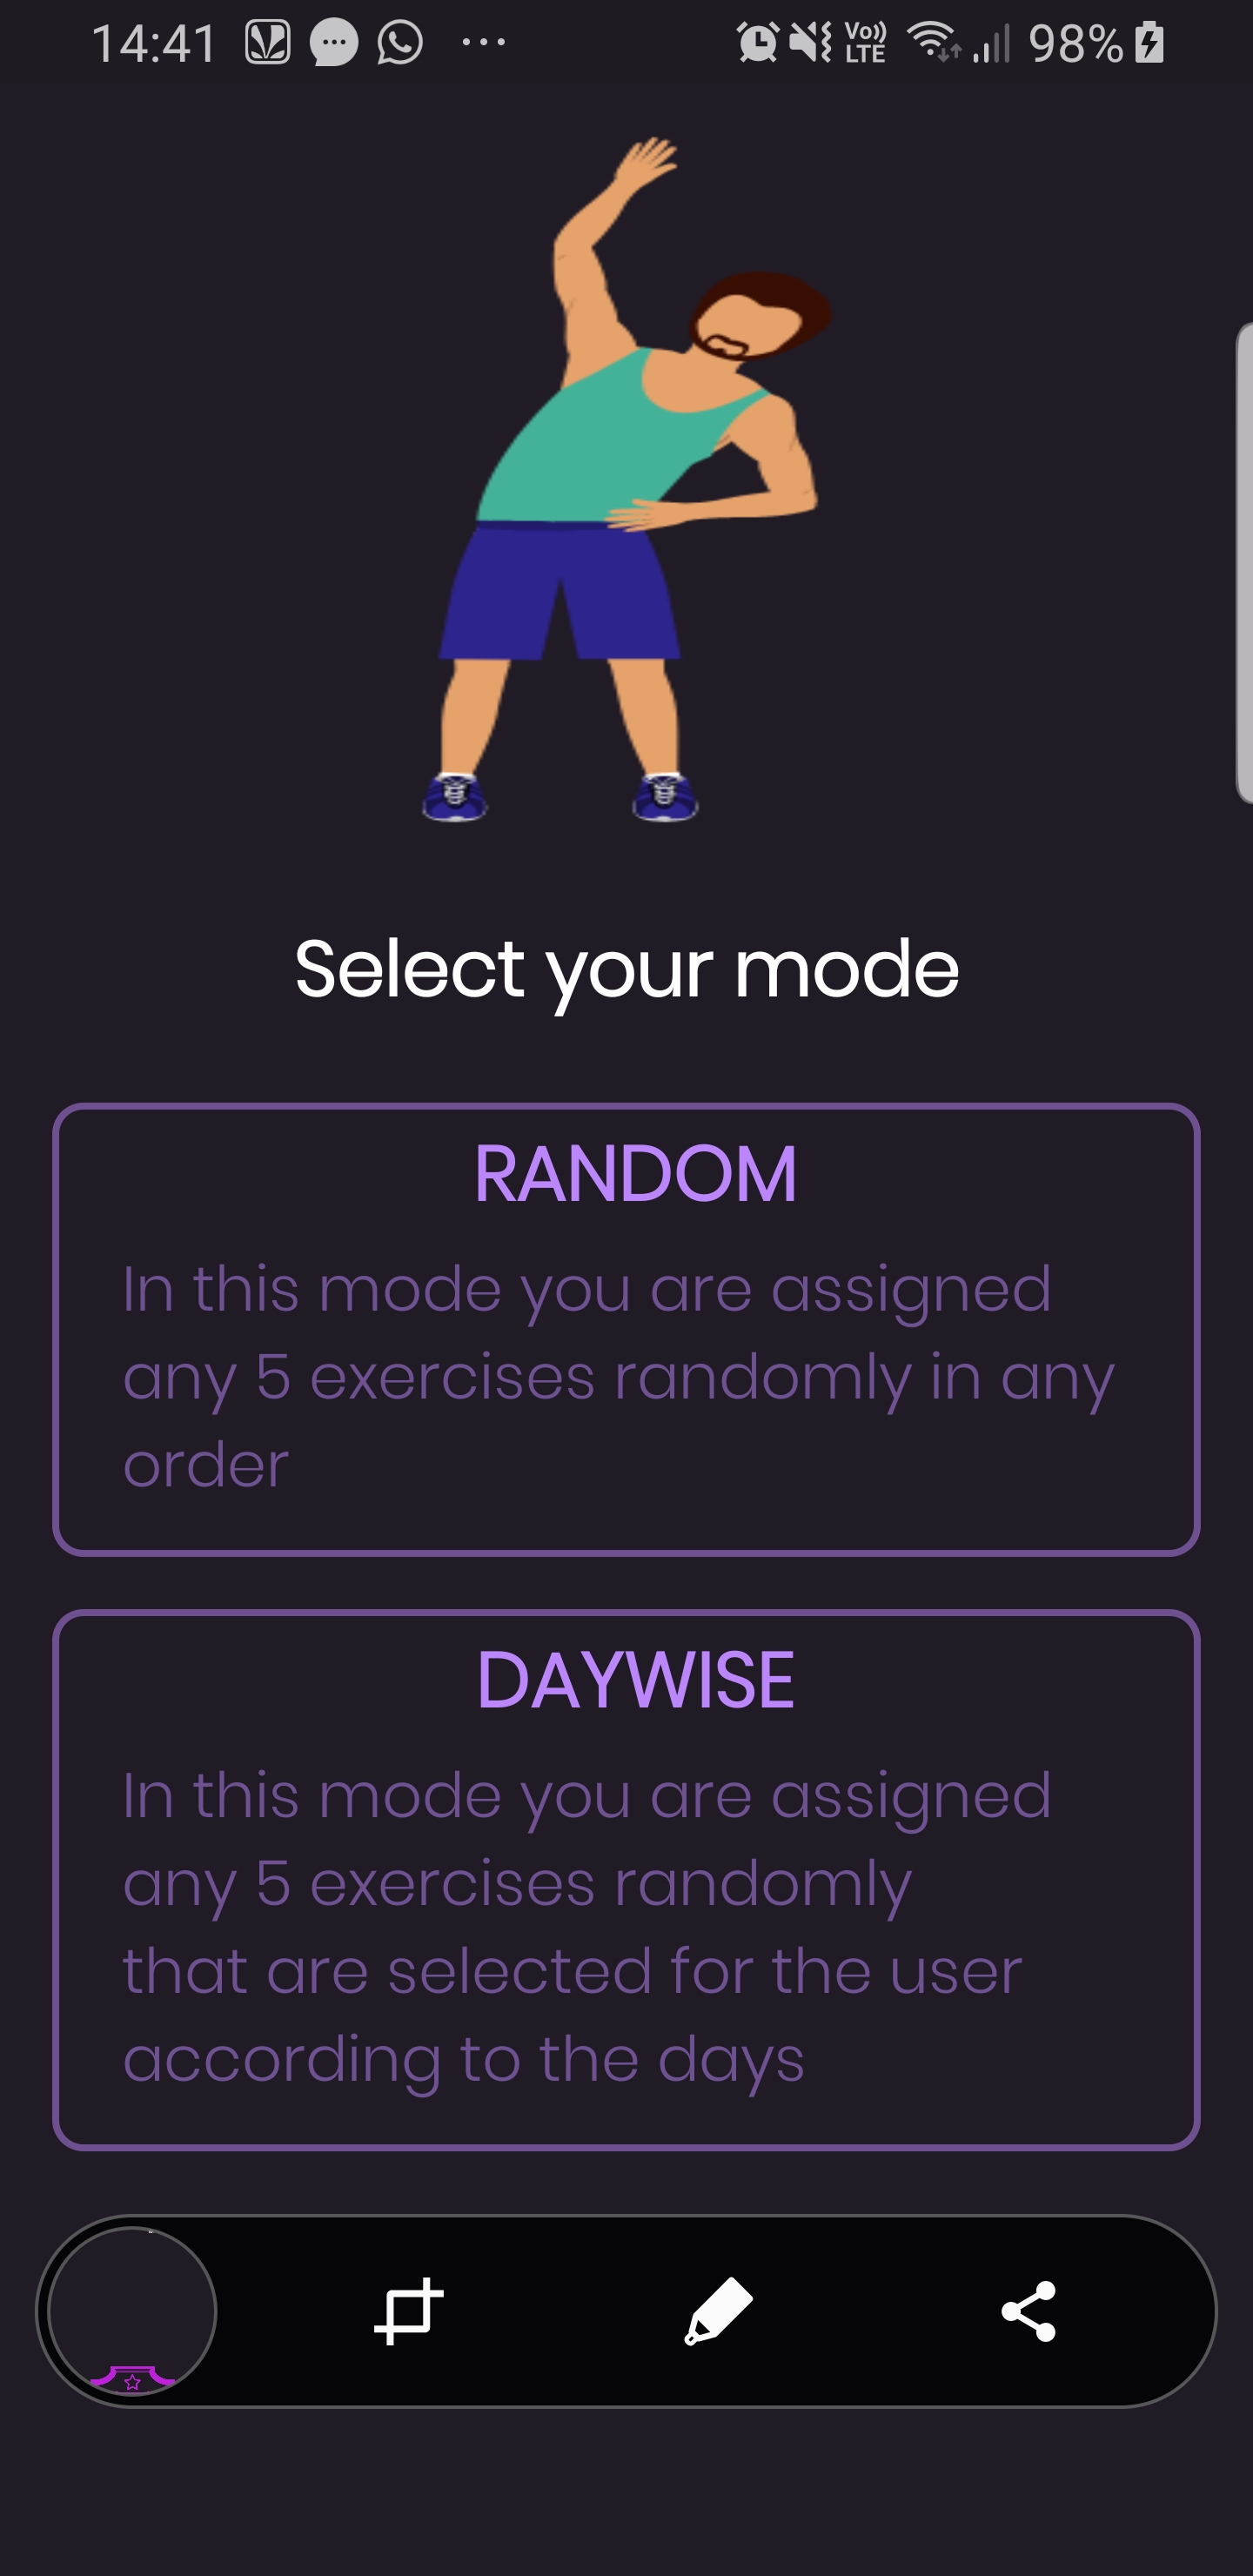 14:41 Vo)) LTE 98%
Select your mode
RANDOM
In this mode you are assigned
any 5 exercises randomly in any
order
DAYWISE
In this mode you are assigned
any 5 exercises randomly
that are selected for the user
according to the days